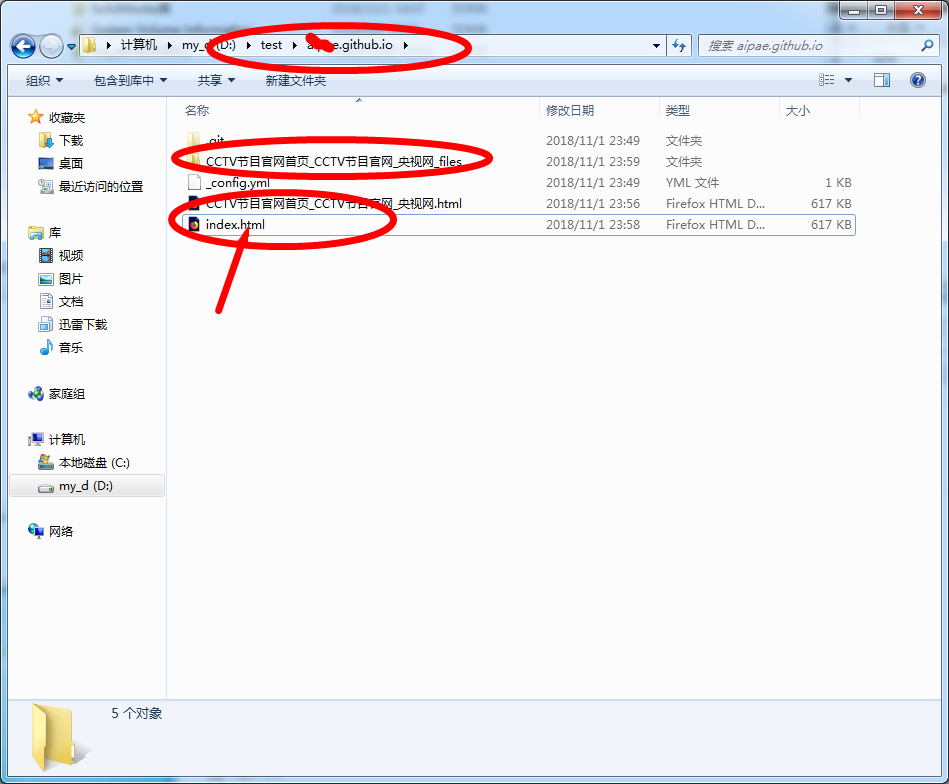 计算机 my_d (D:) test aipae.github.io
搜索 aipae.github.io
组织 包含到库中 共享 新建文件夹
收藏夹
下载
桌面
最近访问的位置
库
视频
图片
文档
迅雷下载
音乐
家庭组
计算机
本地磁盘 (C:)
my_d (D:)
网络
名称 修改日期 类型 大小
.git 2018/11/1 23:49 文件夹
CCTV节目官网首页_CCTV节目官网_央视网_files 2018/11/1 23:59 文件夹
_config.yml 2018/11/1 23:49 YML 文件 1 KB
CCTV节目官网首页_CCTV节目官网_央视网.html 2018/11/1 23:56 Firefox HTML D... 617 KB
index.html 2018/11/1 23:58 Firefox HTML D... 617 KB
5 个对象